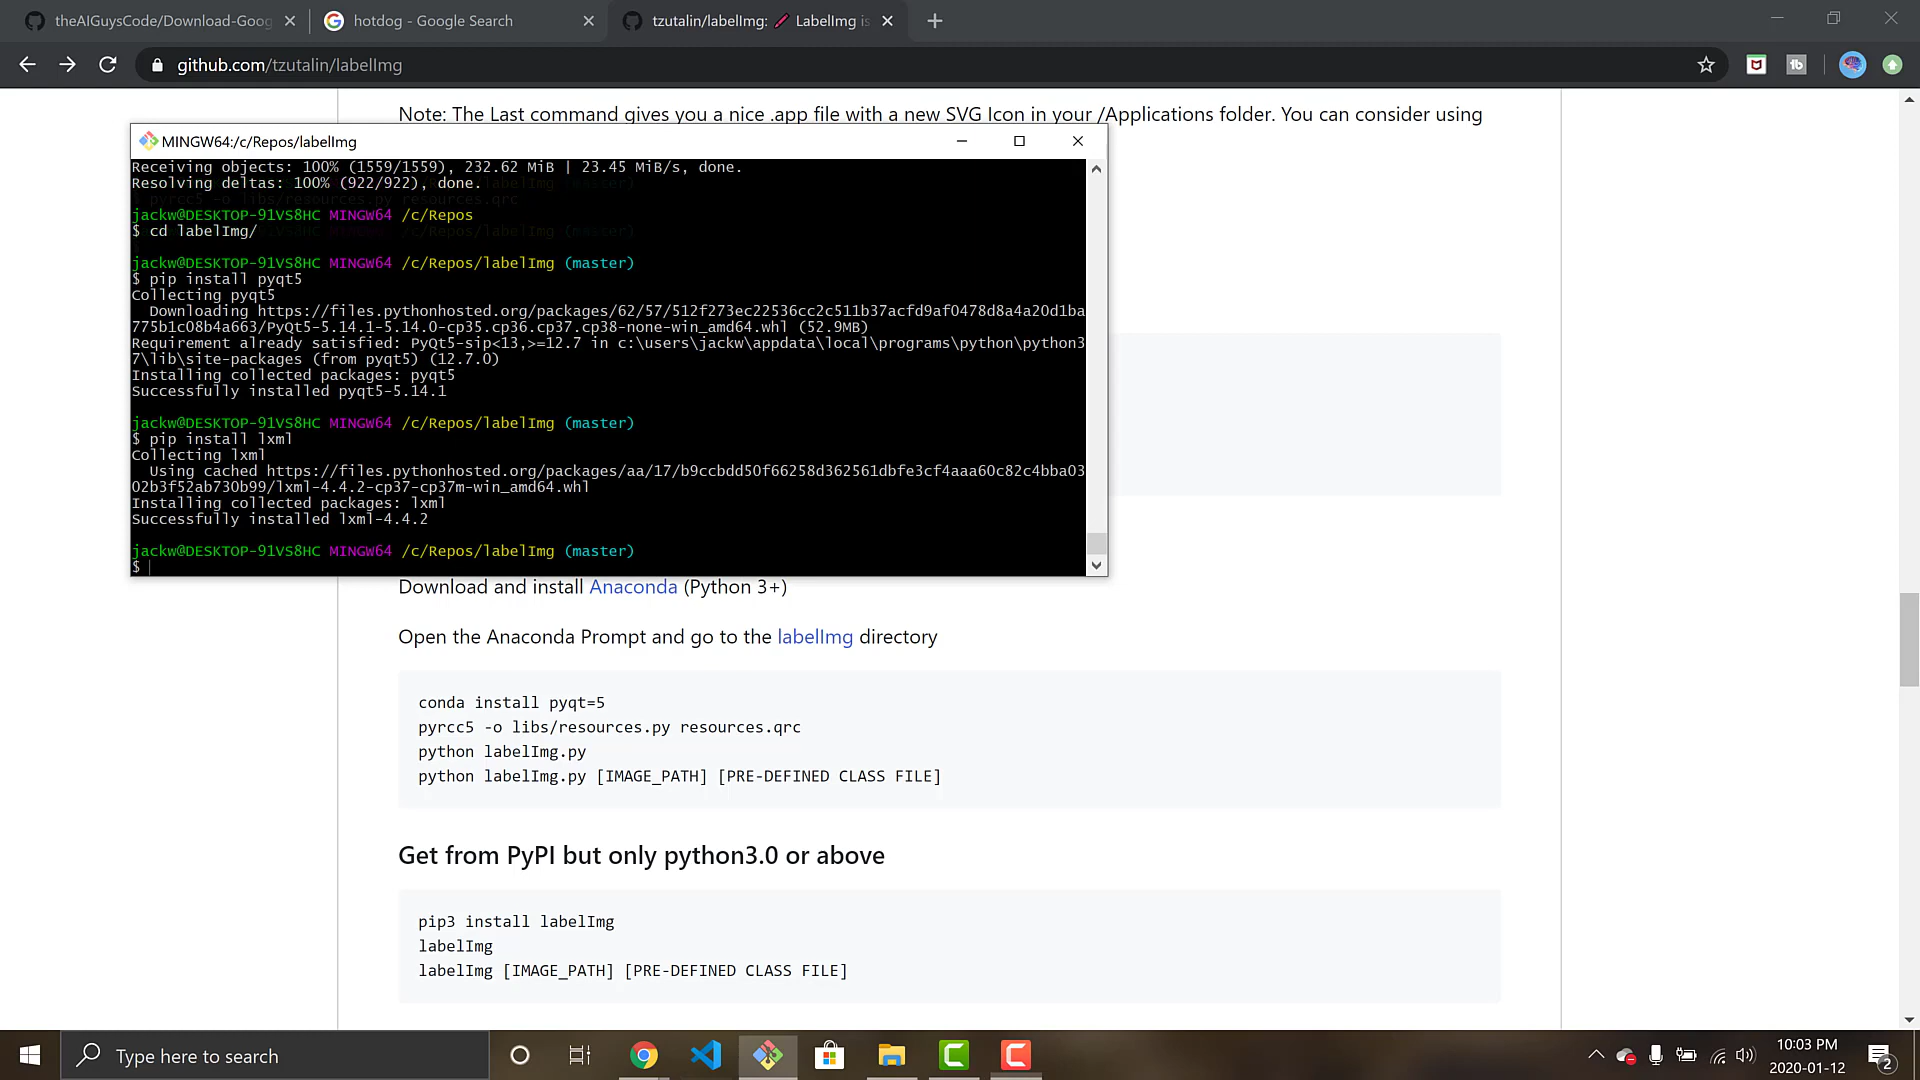 theAIGuysCode/Download-Goog
hotdog - Google Search
tzutalin/labelImg: LabelImg is
github.com/tzutalin/labelImg
Note: The Last command gives you a nice .app file with a new SVG Icon in your /Applications folder. You can consider using
MINGW64:/c/Repos/labelImg
Receiving objects: 100% (1559/1559), 232.62 MiB | 23.45 MiB/s, done.
Resolving deltas: 100% (922/922), done.
jackw@DESKTOP-91VS8HC MINGW64 /c/Repos
$ cd labelImg/
jackw@DESKTOP-91VS8HC MINGW64 /c/Repos/labelImg (master)
$ pip install pyqt5
Collecting pyqt5
Downloading https://files.pythonhosted.org/packages/62/57/512f273ec22536cc2c511b37acfd9af0478d8a4a20d1ba
775b1c08b4a663/PyQt5-5.14.1-5.14.0-cp35.cp36.cp37.cp38-none-win_amd64.whl (52.9MB)
Requirement already satisfied: PyQt5-sip<13,>=12.7 in c:\users\jackw\appdata\local\programs\python\python3
7\lib\site-packages (from pyqt5) (12.7.0)
Installing collected packages: pyqt5
Successfully installed pyqt5-5.14.1
jackw@DESKTOP-91VS8HC MINGW64 /c/Repos/labelImg (master)
$ pip install lxml
Collecting lxml
Using cached https://files.pythonhosted.org/packages/aa/17/b9ccbdd50f66258d362561dbfe3cf4aaa60c82c4bba03
02b3f52ab730b99/lxml-4.4.2-cp37-cp37m-win_amd64.whl
Installing collected packages: lxml
Successfully installed lxml-4.4.2
jackw@DESKTOP-91VS8HC MINGW64 /c/Repos/labelImg (master)
$
Download and install Anaconda (Python 3+)
Open the Anaconda Prompt and go to the labelImg directory
conda install pyqt=5
pyrcc5 -o libs/resources.py resources.qrc
python labelImg.py
python labelImg.py [IMAGE_PATH] [PRE-DEFINED CLASS FILE]
Get from PyPI but only python3.0 or above
pip3 install labelImg
labelImg
labelImg [IMAGE_PATH] [PRE-DEFINED CLASS FILE]
Type here to search
10:03 PM
2020-01-12
2